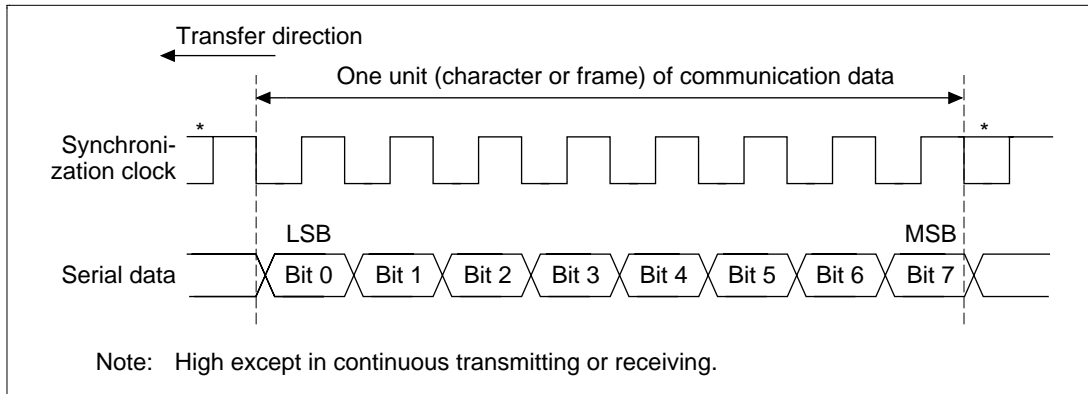 Transfer direction
One unit (character or frame) of communication data
* *
Synchroni-
zation clock
LSB MSB
Serial data Bit 0 Bit 1 Bit 2 Bit 3 Bit 4 Bit 5 Bit 6 Bit 7
Note: High except in continuous transmitting or receiving.